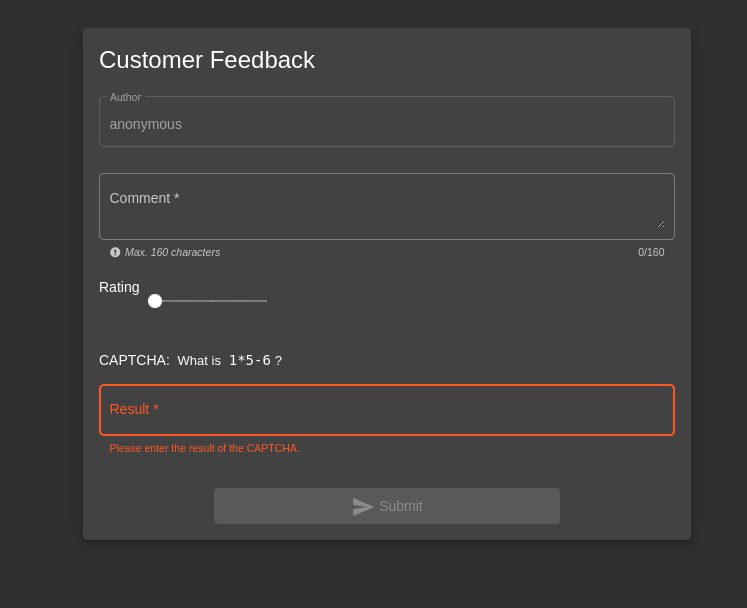 Customer Feedback
Author
anonymous
Comment *
Max. 160 characters 0/160
Rating
CAPTCHA: What is 1*5-6 ?
Result *
Please enter the result of the CAPTCHA.
Submit